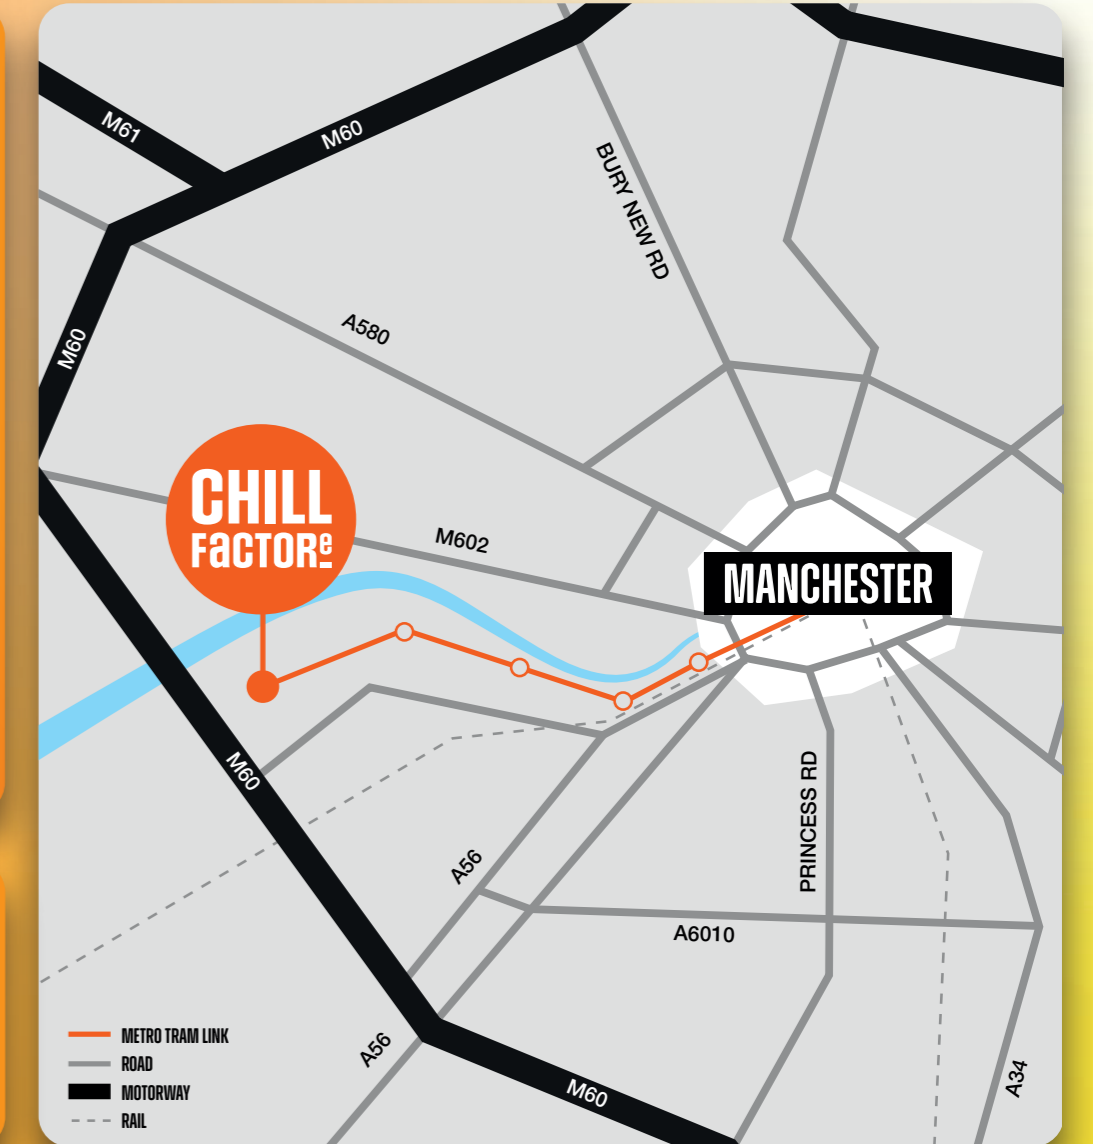 M61
M60
BURY NEW RD
A580
M60
CHILL
FACTORe
M602
MANCHESTER
M60
PRINCESS RD
A56
A6010
A56
M60
A34
METRO TRAM LINK
ROAD
MOTORWAY
RAIL